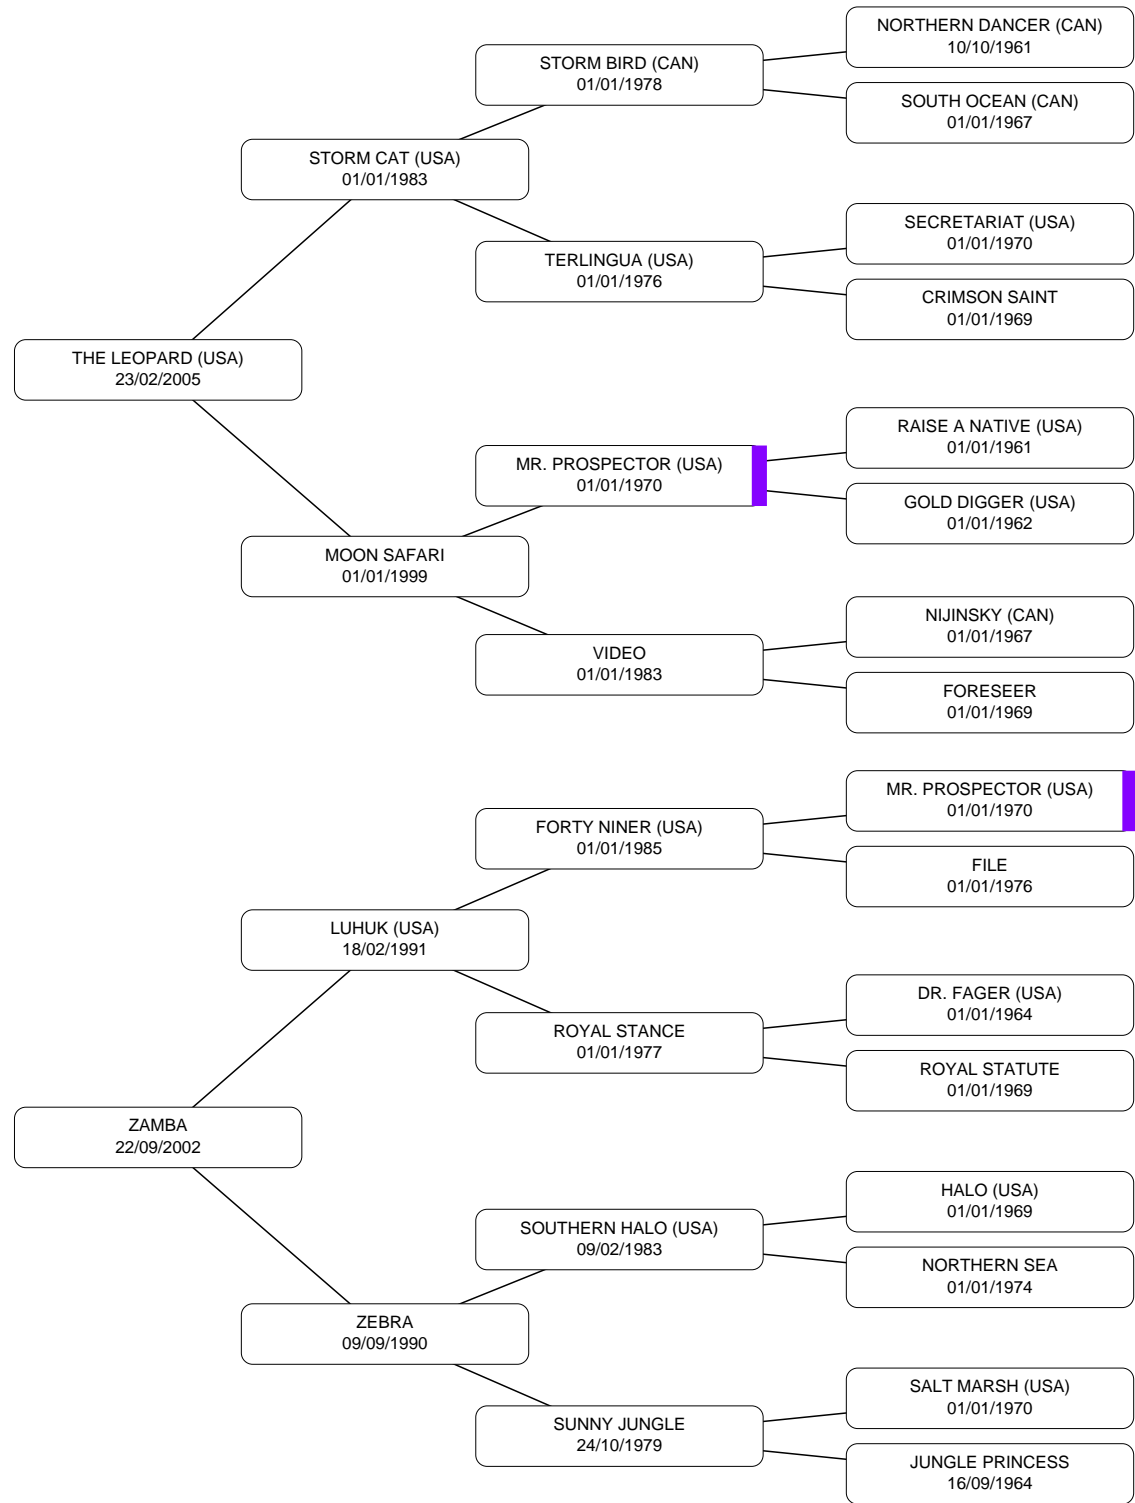 NORTHERN DANCER (CAN)
10/10/1961
STORM BIRD (CAN)
01/01/1978
SOUTH OCEAN (CAN)
01/01/1967
STORM CAT (USA)
01/01/1983
SECRETARIAT (USA)
01/01/1970
TERLINGUA (USA)
01/01/1976
CRIMSON SAINT
01/01/1969
THE LEOPARD (USA)
23/02/2005
RAISE A NATIVE (USA)
01/01/1961
MR. PROSPECTOR (USA)
01/01/1970
GOLD DIGGER (USA)
01/01/1962
MOON SAFARI
01/01/1999
NIJINSKY (CAN)
01/01/1967
VIDEO
01/01/1983
FORESEER
01/01/1969
MR. PROSPECTOR (USA)
01/01/1970
FORTY NINER (USA)
01/01/1985
FILE
01/01/1976
LUHUK (USA)
18/02/1991
DR. FAGER (USA)
01/01/1964
ROYAL STANCE
01/01/1977
ROYAL STATUTE
01/01/1969
ZAMBA
22/09/2002
HALO (USA)
01/01/1969
SOUTHERN HALO (USA)
09/02/1983
NORTHERN SEA
01/01/1974
ZEBRA
09/09/1990
SALT MARSH (USA)
01/01/1970
SUNNY JUNGLE
24/10/1979
JUNGLE PRINCESS
16/09/1964